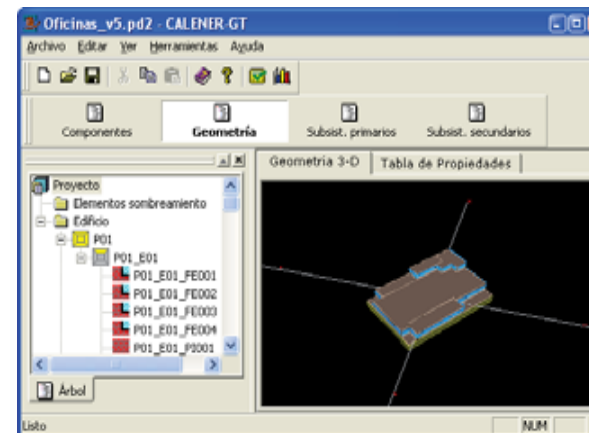 Oficinas_v5.pd2 - CALENER-GT
Archivo Editar Ver Herramientas Ayuda
Componentes Geometría Subsist. primarios Subsist. secundarios
Geometría 3-D Tabla de Propiedades
Proyecto
Elementos sombreamiento
Edificio
P01
P01_E01
P01_E01_FE001
P01_E01_FE002
P01_E01_FE003
P01_E01_FE004
P01_E01_PI001
Árbol
Listo NUM